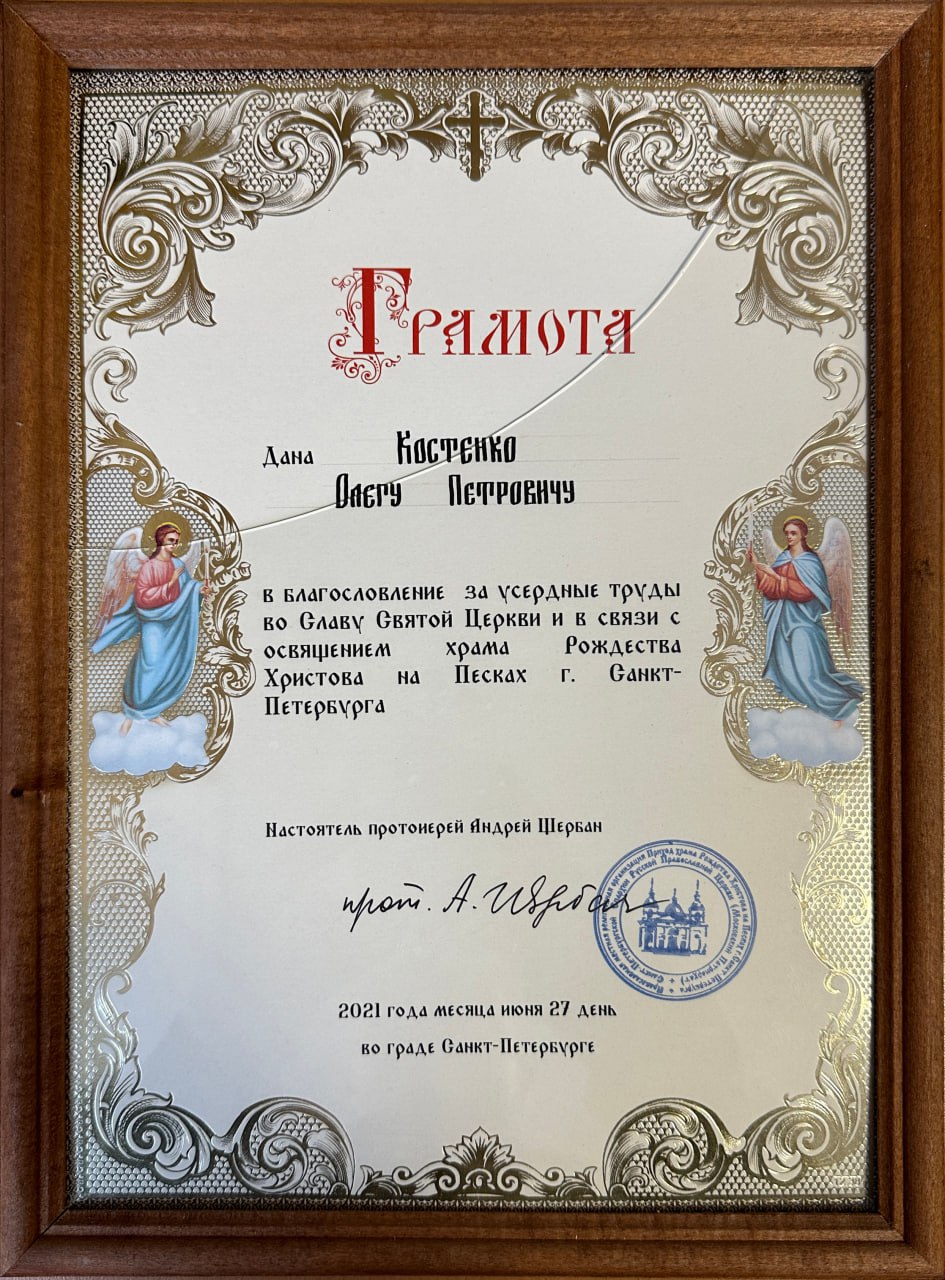 Грамота
Дана Костенко
Олегу Петровичу
в благословление за усердные труды
во Славу Святой Церкви и в связи с
освящением храма Рождества
Христова на Песках г. Санкт-
Петербурга
Настоятель протоиерей Андрей Щербан
прот. А. Щербан
2021 года месяца июня 27 день
во граде Санкт-Петербурге